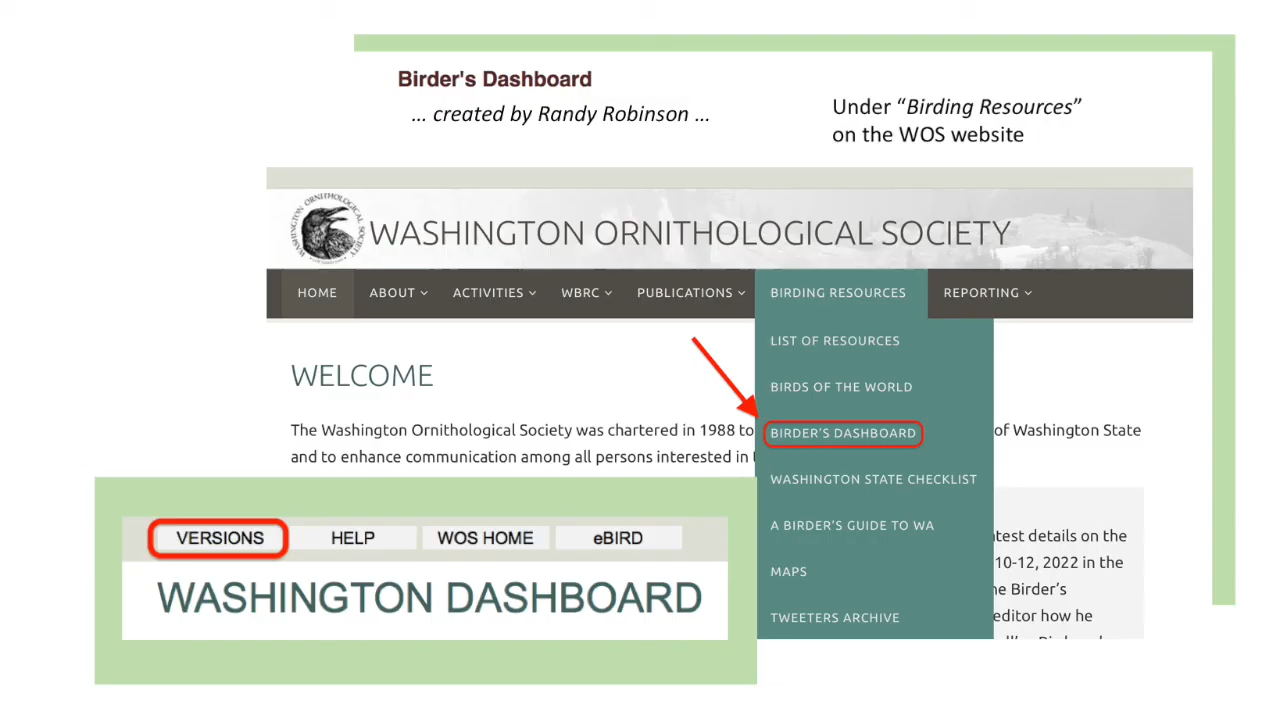 Birder's Dashboard
... created by Randy Robinson ...
Under “Birding Resources”
on the WOS website
WASHINGTON ORNITHOLOGICAL SOCIETY
WASHINGTON ORNITHOLOGICAL SOCIETY
HOME ABOUT ACTIVITIES WBRC PUBLICATIONS BIRDING RESOURCES REPORTING
LIST OF RESOURCES
BIRDS OF THE WORLD
BIRDER'S DASHBOARD
WASHINGTON STATE CHECKLIST
A BIRDER'S GUIDE TO WA
MAPS
TWEETERS ARCHIVE
WELCOME
The Washington Ornithological Society was chartered in 1988 to of Washington State
and to enhance communication among all persons interested in
test details on the
10-12, 2022 in the
e Birder's
editor how he
VERSIONS HELP WOS HOME eBIRD
WASHINGTON DASHBOARD